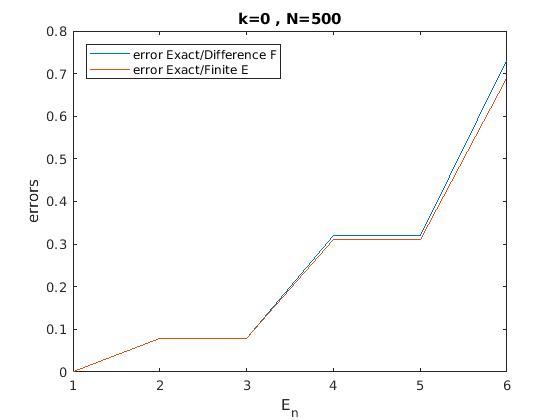 k=0 , N=500
0.8
0.7
0.6
0.5
0.4
0.3
0.2
0.1
0
errors
error Exact/Difference F
error Exact/Finite E
1 2 3 4 5 6
E_n